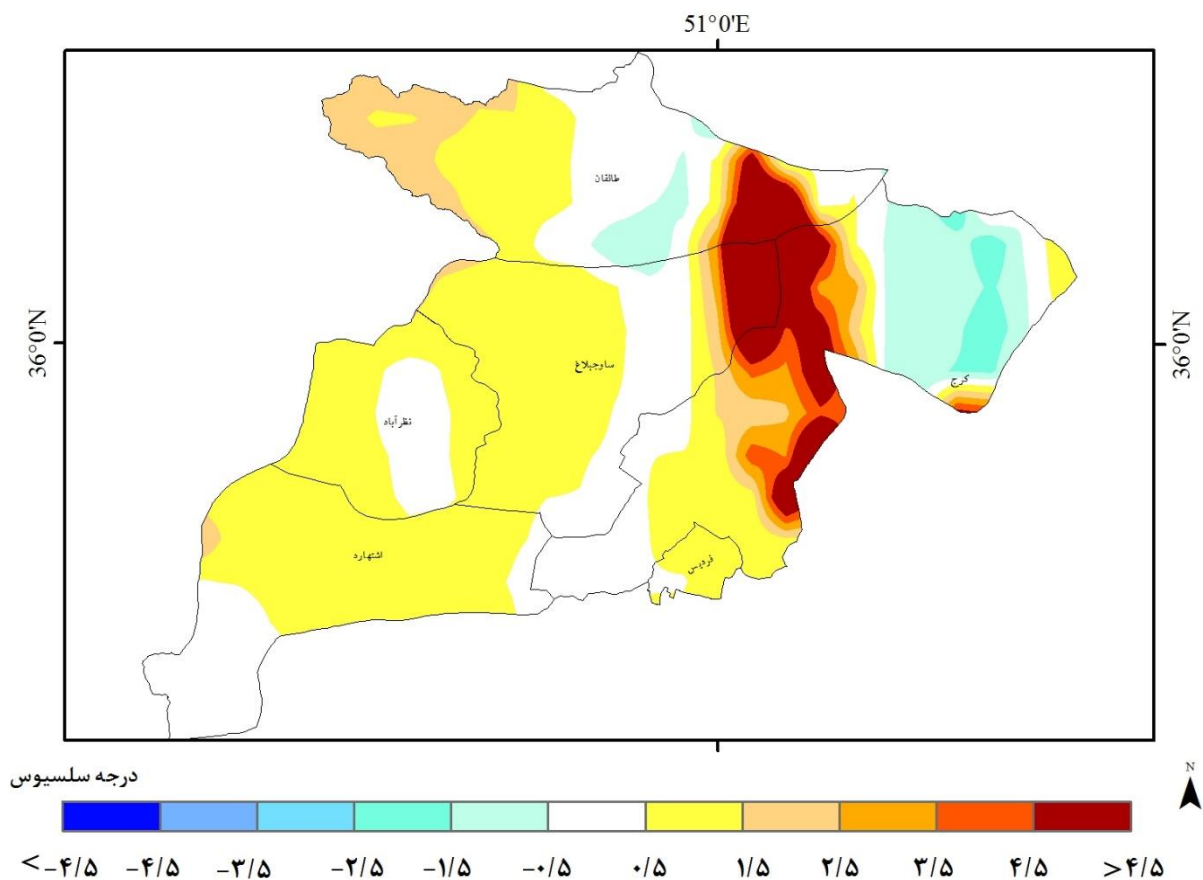 51°0'E
طالقان
36°0'N
36°0'N
ساوجبلاغ
کرج
نظرآباد
اشتهارد
فردیس
درجه سلسیوس
N
< -۴/۵ -۴/۵ -۳/۵ -۲/۵ -۱/۵ -۰/۵ ۰/۵ ۱/۵ ۲/۵ ۳/۵ ۴/۵ > ۴/۵